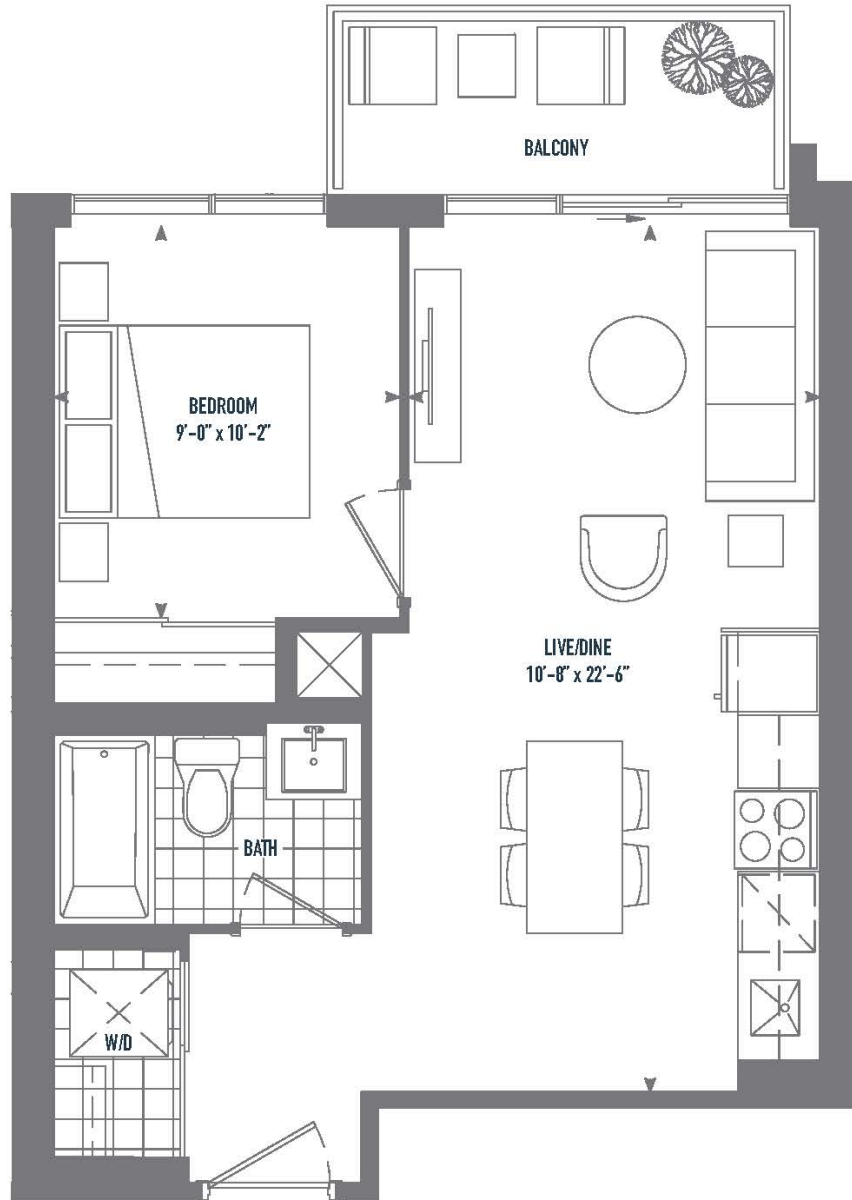 BALCONY
BEDROOM
9'-0" x 10'-2"
LIVE/DINE
10'-8" x 22'-6"
BATH
W/D